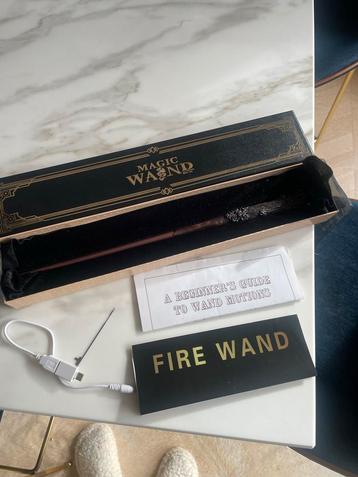 MAGIC
WAND
A BEGINNER'S GUIDE
TO WAND MOTIONS
FIRE WAND